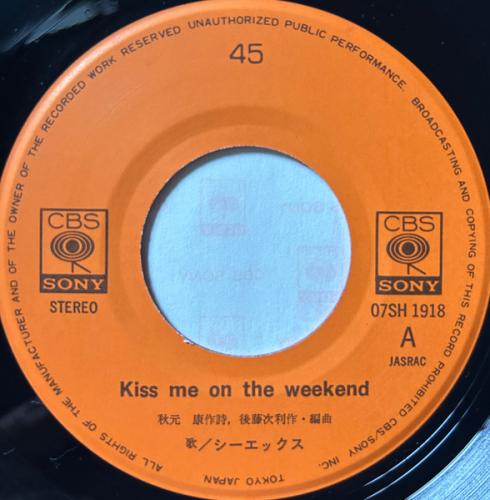 ALL RIGHTS OF THE MANUFACTURER AND OF THE OWNER OF THE RECORDED WORK RESERVED UNAUTHORIZED PUBLIC PERFORMANCE. BROADCASTING AND COPYING OF THIS RECORD PROHIBITED CBS/SONY INC.
TOKYO JAPAN
45
CBS
SONY
STEREO
CBS
SONY
07SH 1918
A
JASRAC
Kiss me on the weekend
秋元 康作詩, 後藤次利作・編曲
歌/シーエックス